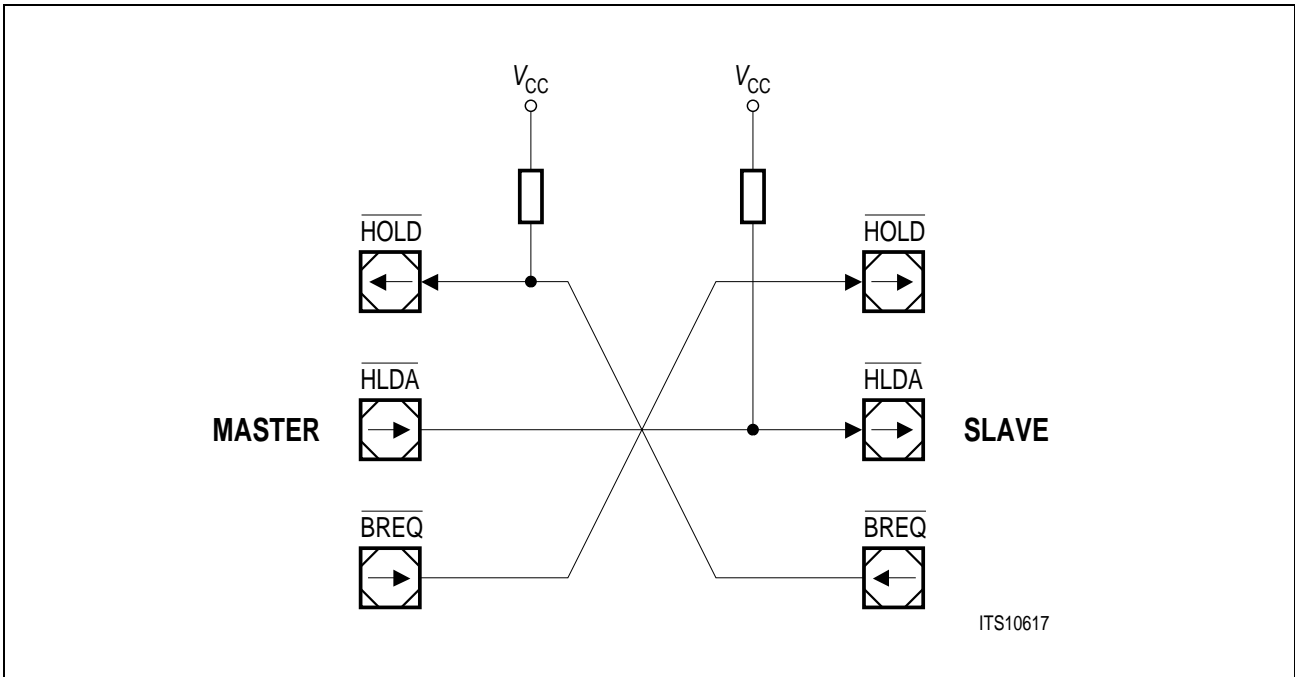 VCC VCC
HOLD HOLD
HLDA HLDA
MASTER SLAVE
BREQ BREQ
ITS10617